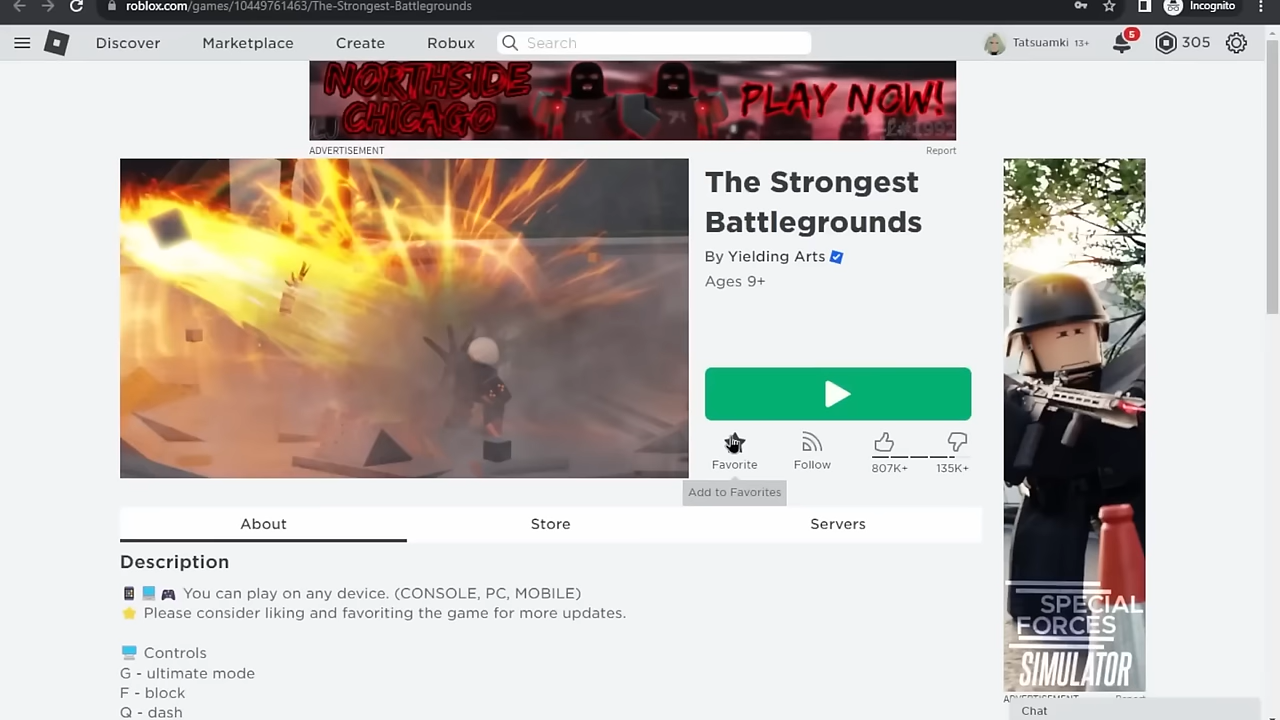 roblox.com/games/10449761463/The-Strongest-Battlegrounds
Incognito
Discover
Marketplace
Create
Robux
Search
Tatsuamki 13+
5
305
NORTHSIDE
CHICAGO
PLAY NOW!
ADVERTISEMENT
Report
The Strongest
Battlegrounds
By Yielding Arts
Ages 9+
Favorite
Follow
807K+
135K+
Add to Favorites
About
Store
Servers
Description
You can play on any device. (CONSOLE, PC, MOBILE)
Please consider liking and favoriting the game for more updates.
Controls
G - ultimate mode
F - block
Q - dash
SPECIAL
FORCES
SIMULATOR
ADVERTISEMENT
Report
Chat